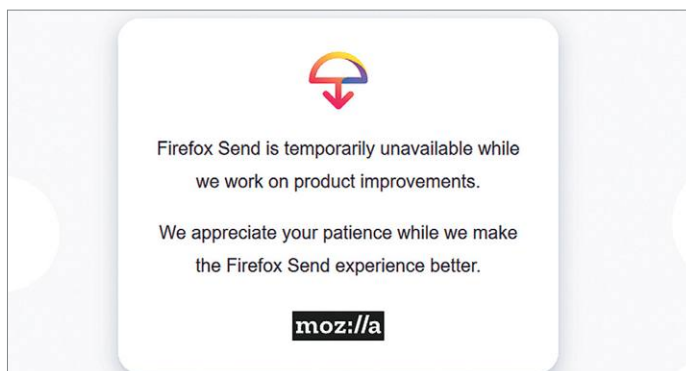 Firefox Send is temporarily unavailable while
we work on product improvements.
We appreciate your patience while we make
the Firefox Send experience better.
moz://a